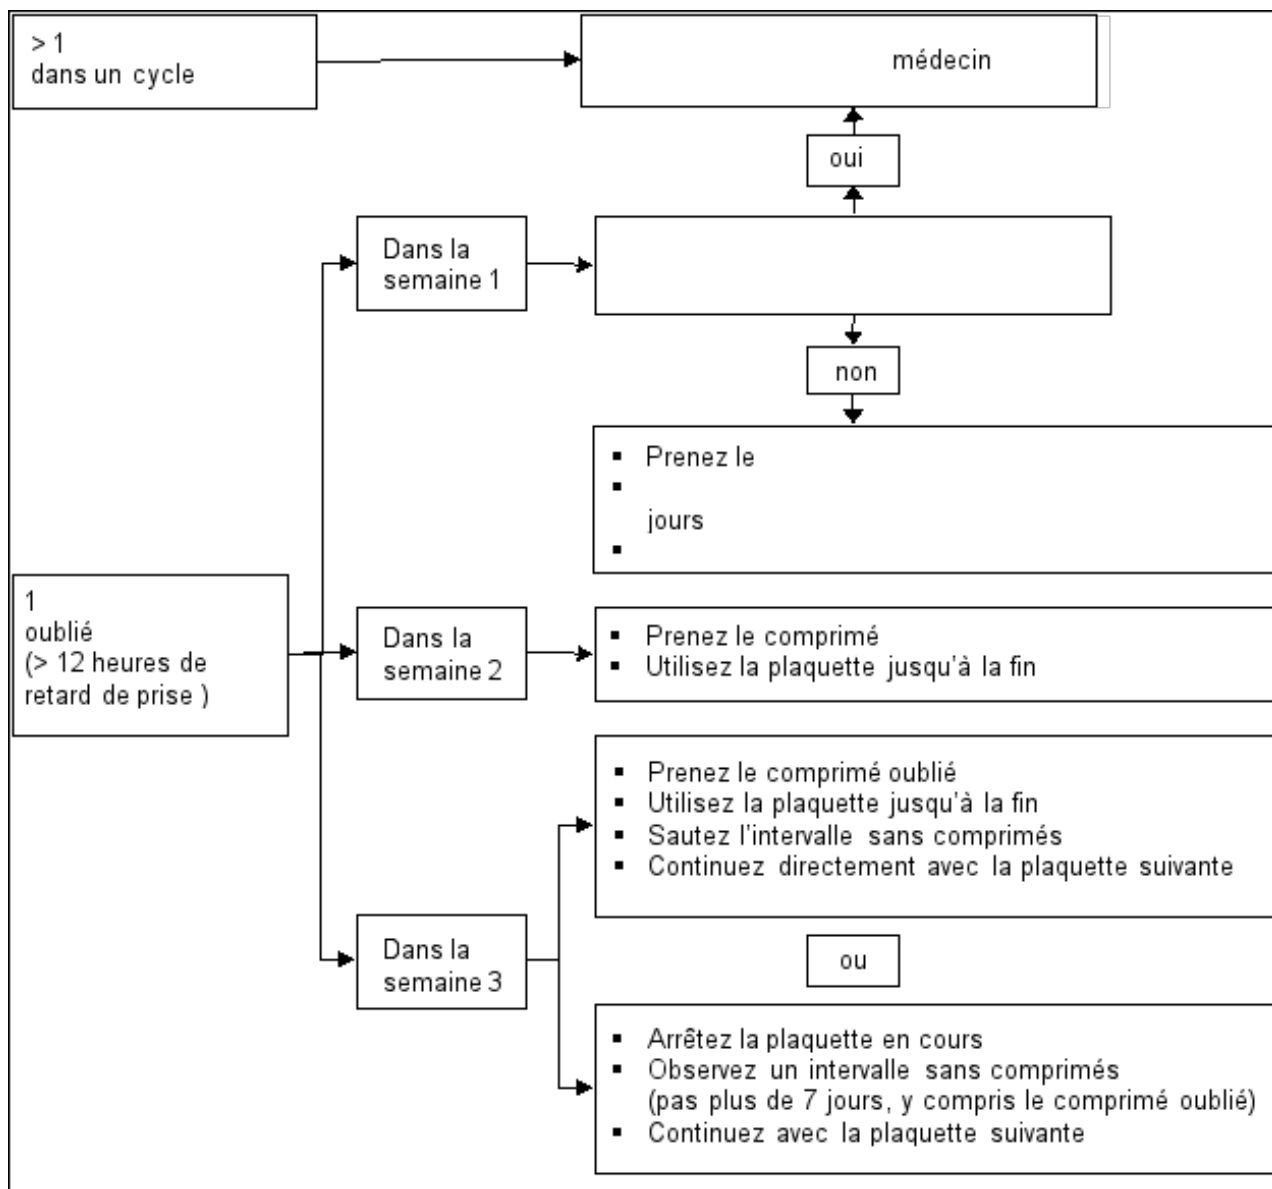 > 1
dans un cycle
médecin
oui
Dans la
semaine 1
non
▪ Prenez le
▪
jours
▪
1
oublié
(> 12 heures de
retard de prise )
Dans la
semaine 2
▪ Prenez le comprimé
▪ Utilisez la plaquette jusqu'à la fin
▪ Prenez le comprimé oublié
▪ Utilisez la plaquette jusqu'à la fin
▪ Sautez l'intervalle sans comprimés
▪ Continuez directement avec la plaquette suivante
Dans la
semaine 3
ou
▪ Arrêtez la plaquette en cours
▪ Observez un intervalle sans comprimés
(pas plus de 7 jours, y compris le comprimé oublié)
▪ Continuez avec la plaquette suivante